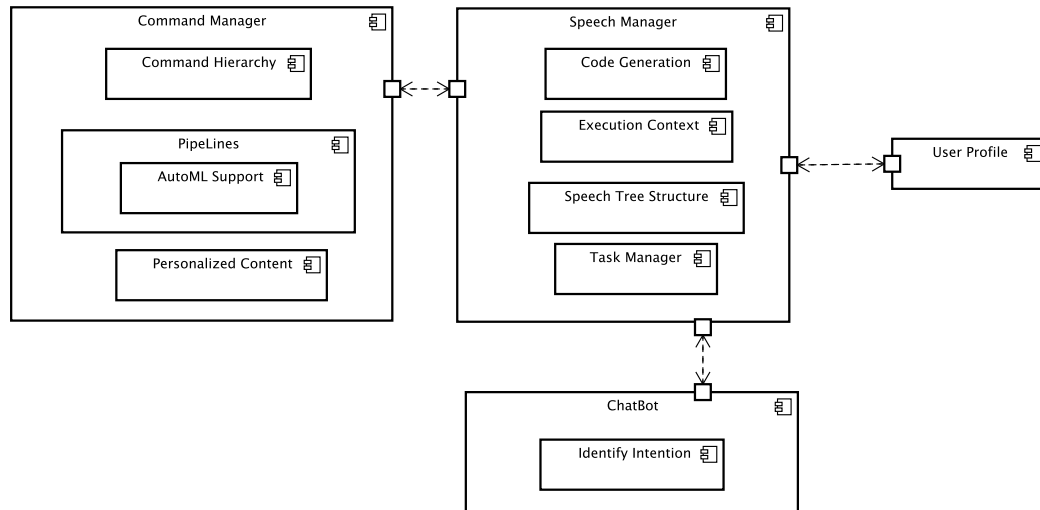 Command Manager
Command Hierarchy
PipeLines
AutoML Support
Personalized Content
Speech Manager
Code Generation
Execution Context
Speech Tree Structure
Task Manager
User Profile
ChatBot
Identify Intention